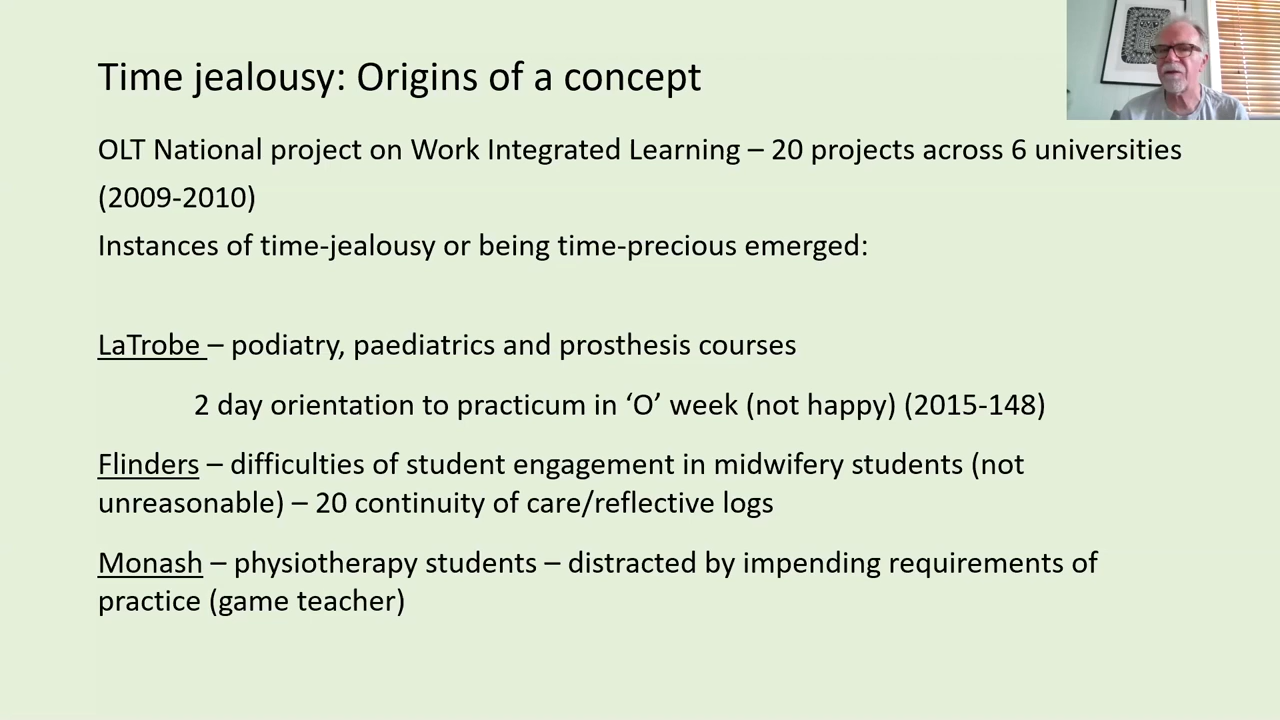 Time jealousy: Origins of a concept
OLT National project on Work Integrated Learning – 20 projects across 6 universities
(2009-2010)
Instances of time-jealousy or being time-precious emerged:
LaTrobe – podiatry, paediatrics and prosthesis courses
2 day orientation to practicum in ‘O’ week (not happy) (2015-148)
Flinders – difficulties of student engagement in midwifery students (not
unreasonable) – 20 continuity of care/reflective logs
Monash – physiotherapy students – distracted by impending requirements of
practice (game teacher)